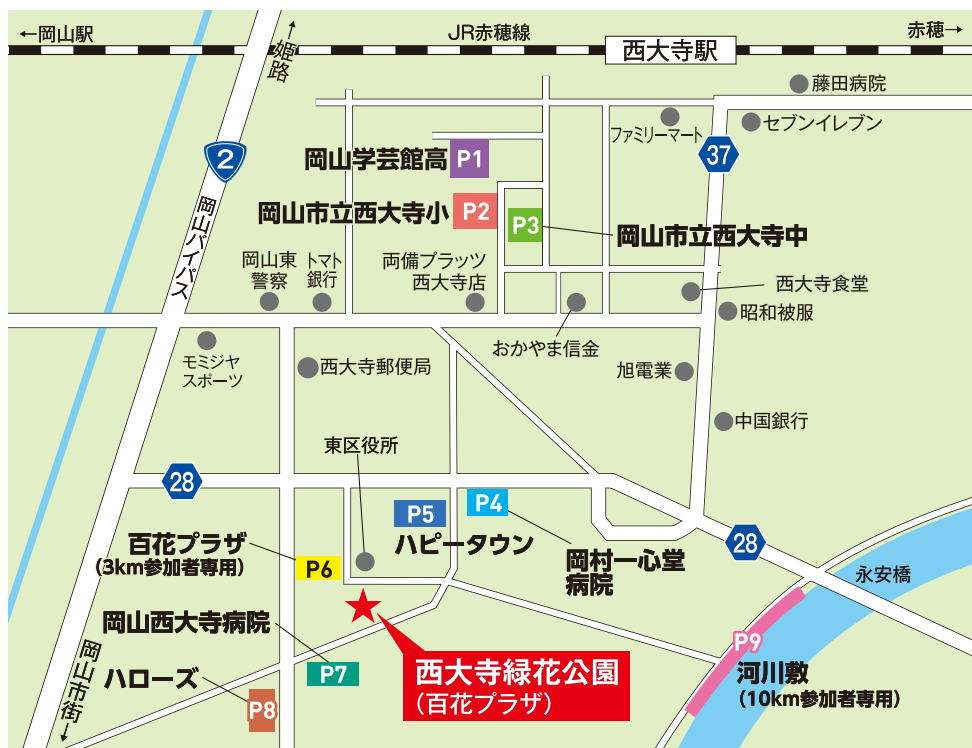 ←岡山駅
JR赤穂線
赤穂→
西大寺駅
←姫路
藤田病院
ファミリーマート
セブンイレブン
2
37
岡山学芸館高
P1
岡山市立西大寺小
P2
P3
岡山市立西大寺中
岡山バイパス
岡山東
警察
トマト
銀行
両備プラッツ
西大寺店
西大寺食堂
昭和被服
おかやま信金
モミジヤ
スポーツ
西大寺郵便局
旭電業
中国銀行
東区役所
28
P5
P4
ハピータウン
岡村一心堂
病院
28
永安橋
百花プラザ
(3km参加者専用)
P6
岡山西大寺病院
P7
ハローズ
P8
西大寺緑花公園
(百花プラザ)
P9
河川敷
(10km参加者専用)
岡山市街→